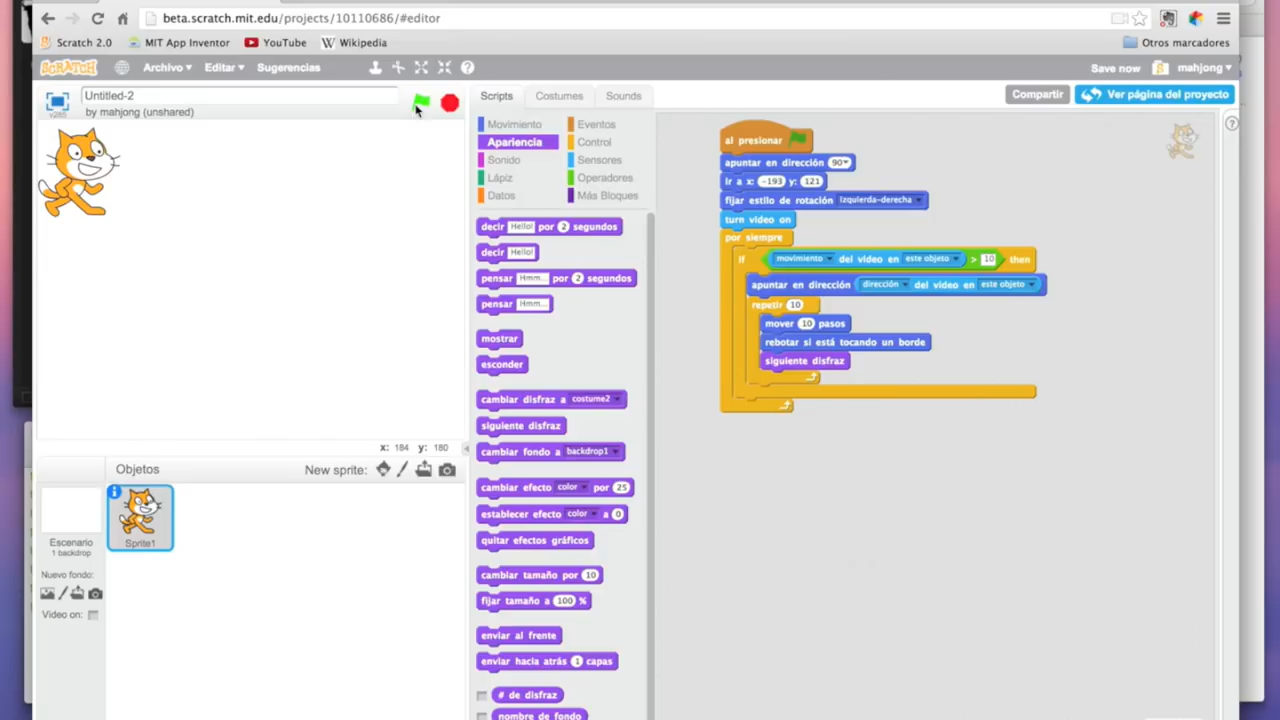 beta.scratch.mit.edu/projects/10110686/#editor
Scratch 2.0 MIT App Inventor YouTube W Wikipedia Otros marcadores
SCRATCH Archivo Editar Sugerencias Save now mahjong
Untitled-2
v285
by mahjong (unshared)
Scripts Costumes Sounds
Compartir Ver página del proyecto
Movimiento Eventos
Apariencia Control
Sonido Sensores
Lápiz Operadores
Datos Más Bloques
decir Hello! por 2 segundos
decir Hello!
pensar Hmm... por 2 segundos
pensar Hmm...
mostrar
esconder
cambiar disfraz a costume2
siguiente disfraz
cambiar fondo a backdrop1
cambiar efecto color por 25
establecer efecto color a 0
quitar efectos gráficos
cambiar tamaño por 10
fijar tamaño a 100 %
enviar al frente
enviar hacia atrás 1 capas
# de disfraz
nombre de fondo
al presionar
apuntar en dirección 90
ir a x: -193 y: 121
fijar estilo de rotación izquierda-derecha
turn video on
por siempre
if movimiento del video en este objeto > 10 then
apuntar en dirección dirección del video en este objeto
repetir 10
mover 10 pasos
rebotar si está tocando un borde
siguiente disfraz
x: 184 y: 180
Objetos New sprite:
Sprite1
Escenario
1 backdrop
Nuevo fondo:
Video on: